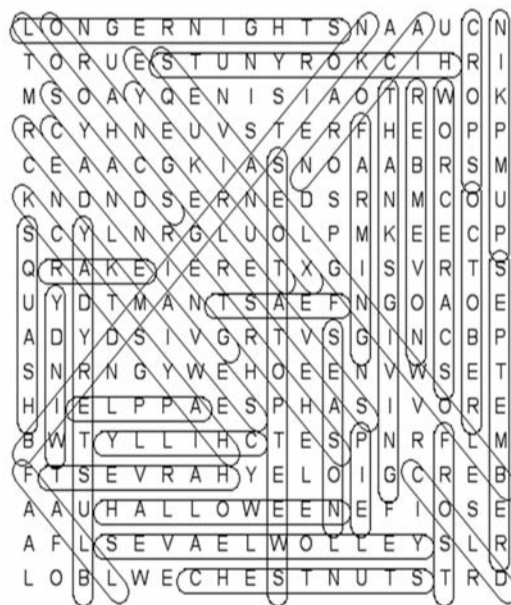 L O N G E R N I G H T S N A A U C N
T O R U E S T U N Y R O K C I H R I
M S O A Y Q E N I S I A O T R W O K
R C Y H N E U V S T E R F H E O P P
C E A A C G K I A S N O A A B R S M
K N D N D S E R N E D S R N M C O U
S C Y L N R G L U O L P M K E E C P
Q R A K E I E R E T X G I S V R T S
U Y D T M A N T S A E F N G O A O E
A D Y D S I V G R T V S G I N C B P
S N R N G Y W E H O E E N V W S E T
H I E L P P A E S P H A S I V O R E
B W T Y L L I H C T E S P N R F L M
F T S E V R A H Y E L O I G C R E B
A A U H A L L O W E E N E F I O S E
A F L S E V A E L W O L L E Y S L R
L O B L W E C H E S T N U T S T R D